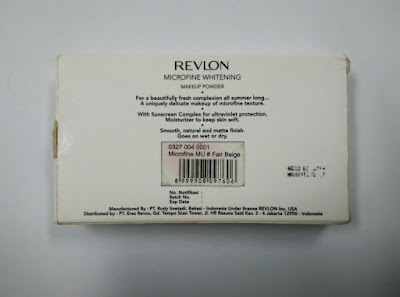 REVLON
MICROFINE WHITENING
MAKEUP POWDER
For a beautifully fresh complexion all summer long...
A uniquely delicate makeup of microfine texture.
With Sunscreen Complex for ultraviolet protection.
Moisturizer to keep skin soft.
Smooth, natural and matte finish.
Goes on wet or dry.
0327 004 0001
Microfine MU # Fair Beige
8999908097606
No. Notifikasi :
Batch No. :
Exp Date :
Manufactured By : PT. Rudy Soetadi, Bekasi - Indonesia Under license REVLON Inc, USA
Distributed by : PT. Eres Revco, Gd. Tempo Scan Tower, Jl. HR Rasuna Said Kav. 3 - 4 Jakarta 12950 - Indonesia